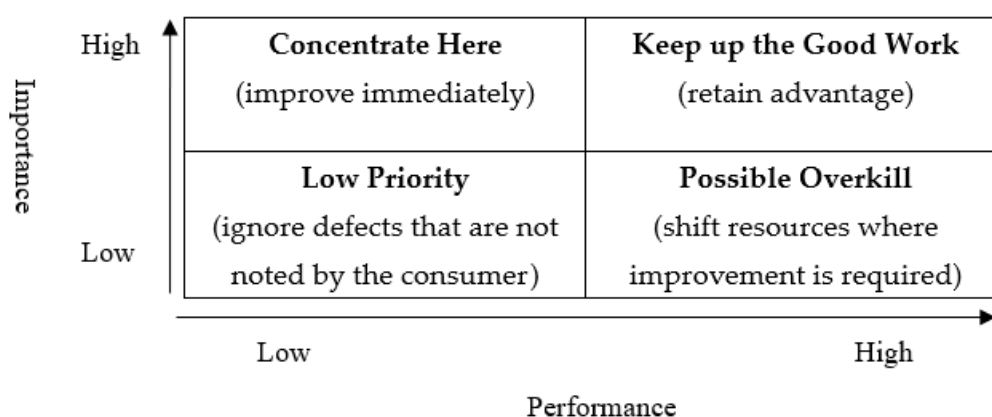 High
Importance
Low
Concentrate Here
(improve immediately)
Keep up the Good Work
(retain advantage)
Low Priority
(ignore defects that are not
noted by the consumer)
Possible Overkill
(shift resources where
improvement is required)
Low
High
Performance